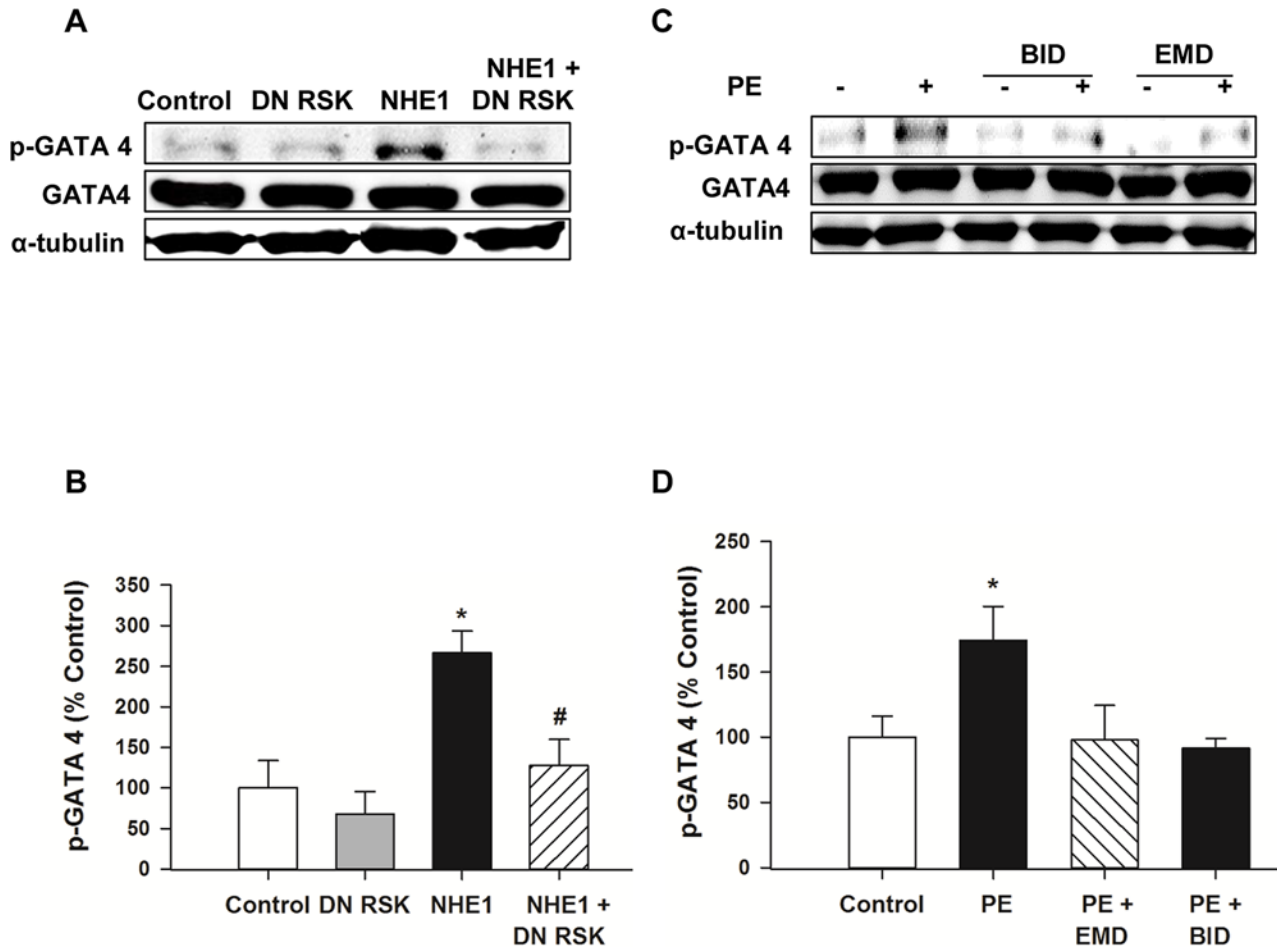 A
NHE1 +
Control DN RSK NHE1 DN RSK
p-GATA 4
GATA4
α-tubulin
C
BID EMD
PE - + - + - +
p-GATA 4
GATA4
α-tubulin
B
p-GATA 4 (% Control)
350
300
250
200
150
100
50
0
*
#
Control DN RSK NHE1 NHE1 +
DN RSK
D
p-GATA 4 (% Control)
250
200
150
100
50
0
*
Control PE PE + PE +
EMD BID